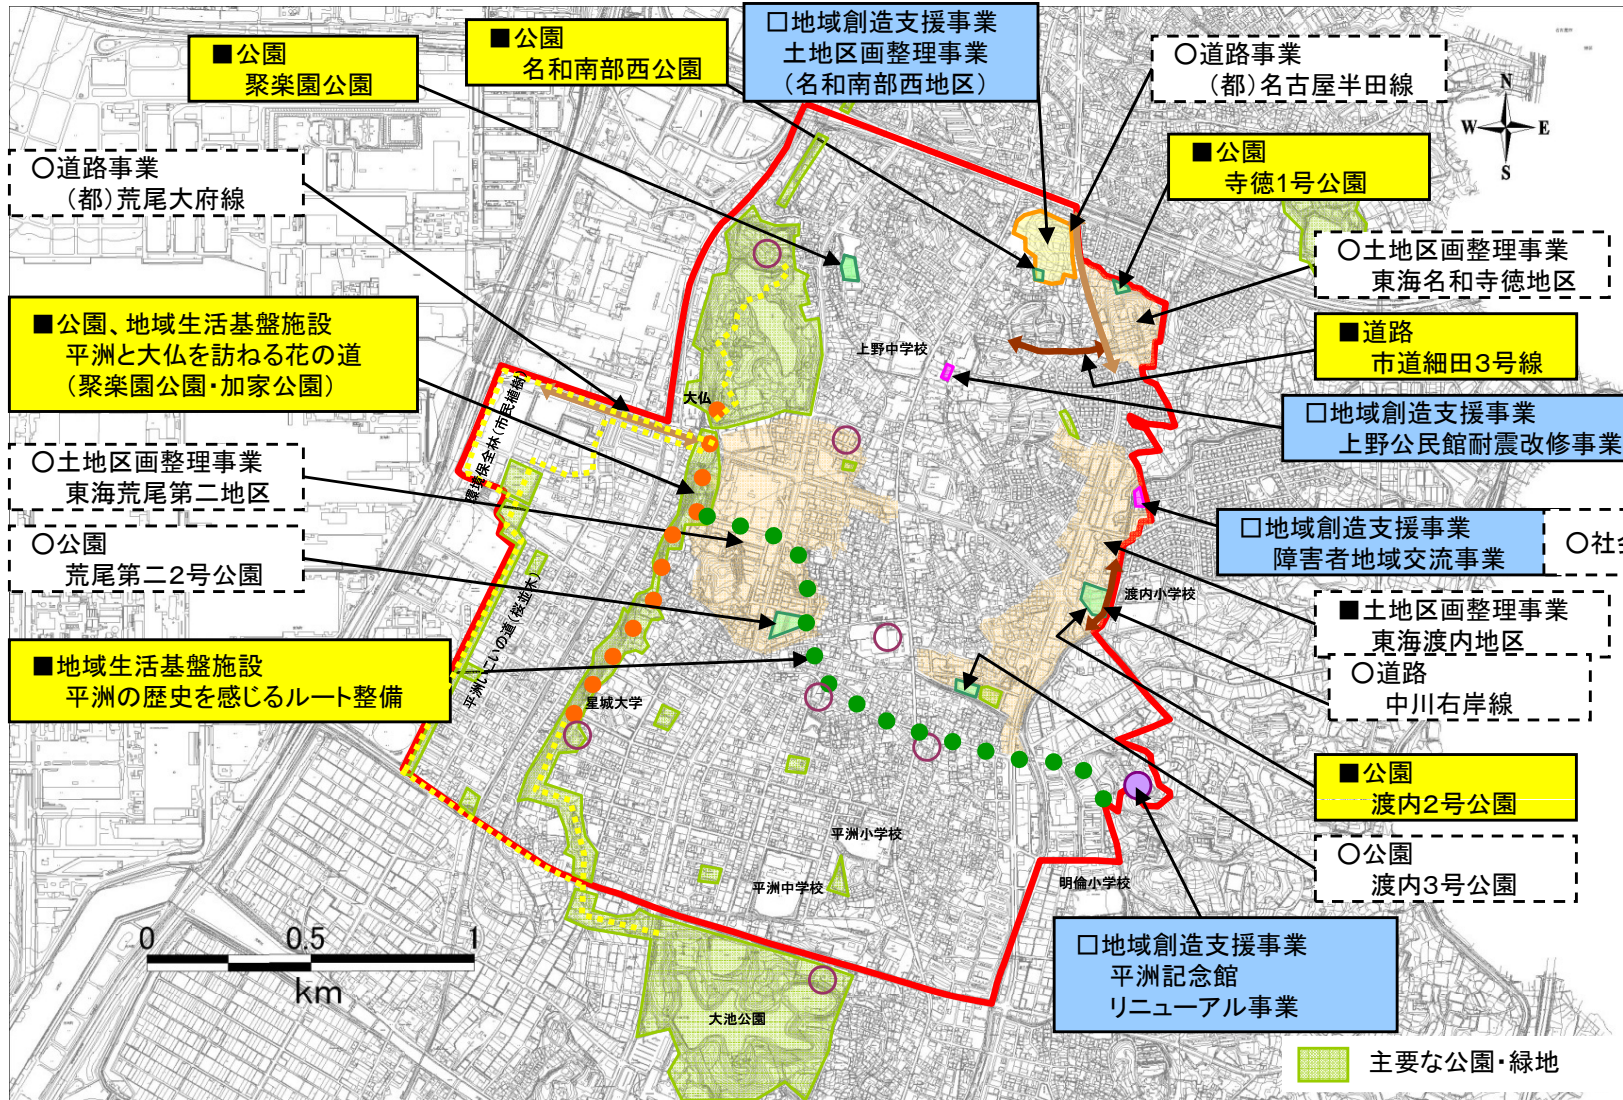 ■公園
聚楽園公園
■公園
名和南部西公園
□地域創造支援事業
土地区画整理事業
(名和南部西地区)
○道路事業
(都)名古屋半田線
N
W
E
S
■公園
寺徳1号公園
○道路事業
(都)荒尾大府線
○土地区画整理事業
東海名和寺徳地区
■公園、地域生活基盤施設
平洲と大仏を訪ねる花の道
(聚楽園公園・加家公園)
■道路
市道細田3号線
上野中学校
大仏
環境保全林(市民植樹)
□地域創造支援事業
上野公民館耐震改修事業
○土地区画整理事業
東海荒尾第二地区
□地域創造支援事業
障害者地域交流事業
○社会
○公園
荒尾第二2号公園
渡内小学校
平洲いこいの道(桜並木)
■土地区画整理事業
東海渡内地区
■地域生活基盤施設
平洲の歴史を感じるルート整備
○道路
中川右岸線
星城大学
■公園
渡内2号公園
平洲小学校
○公園
渡内3号公園
平洲中学校
明倫小学校
□地域創造支援事業
平洲記念館
リニューアル事業
0 0.5 1
km
大池公園
主要な公園・緑地